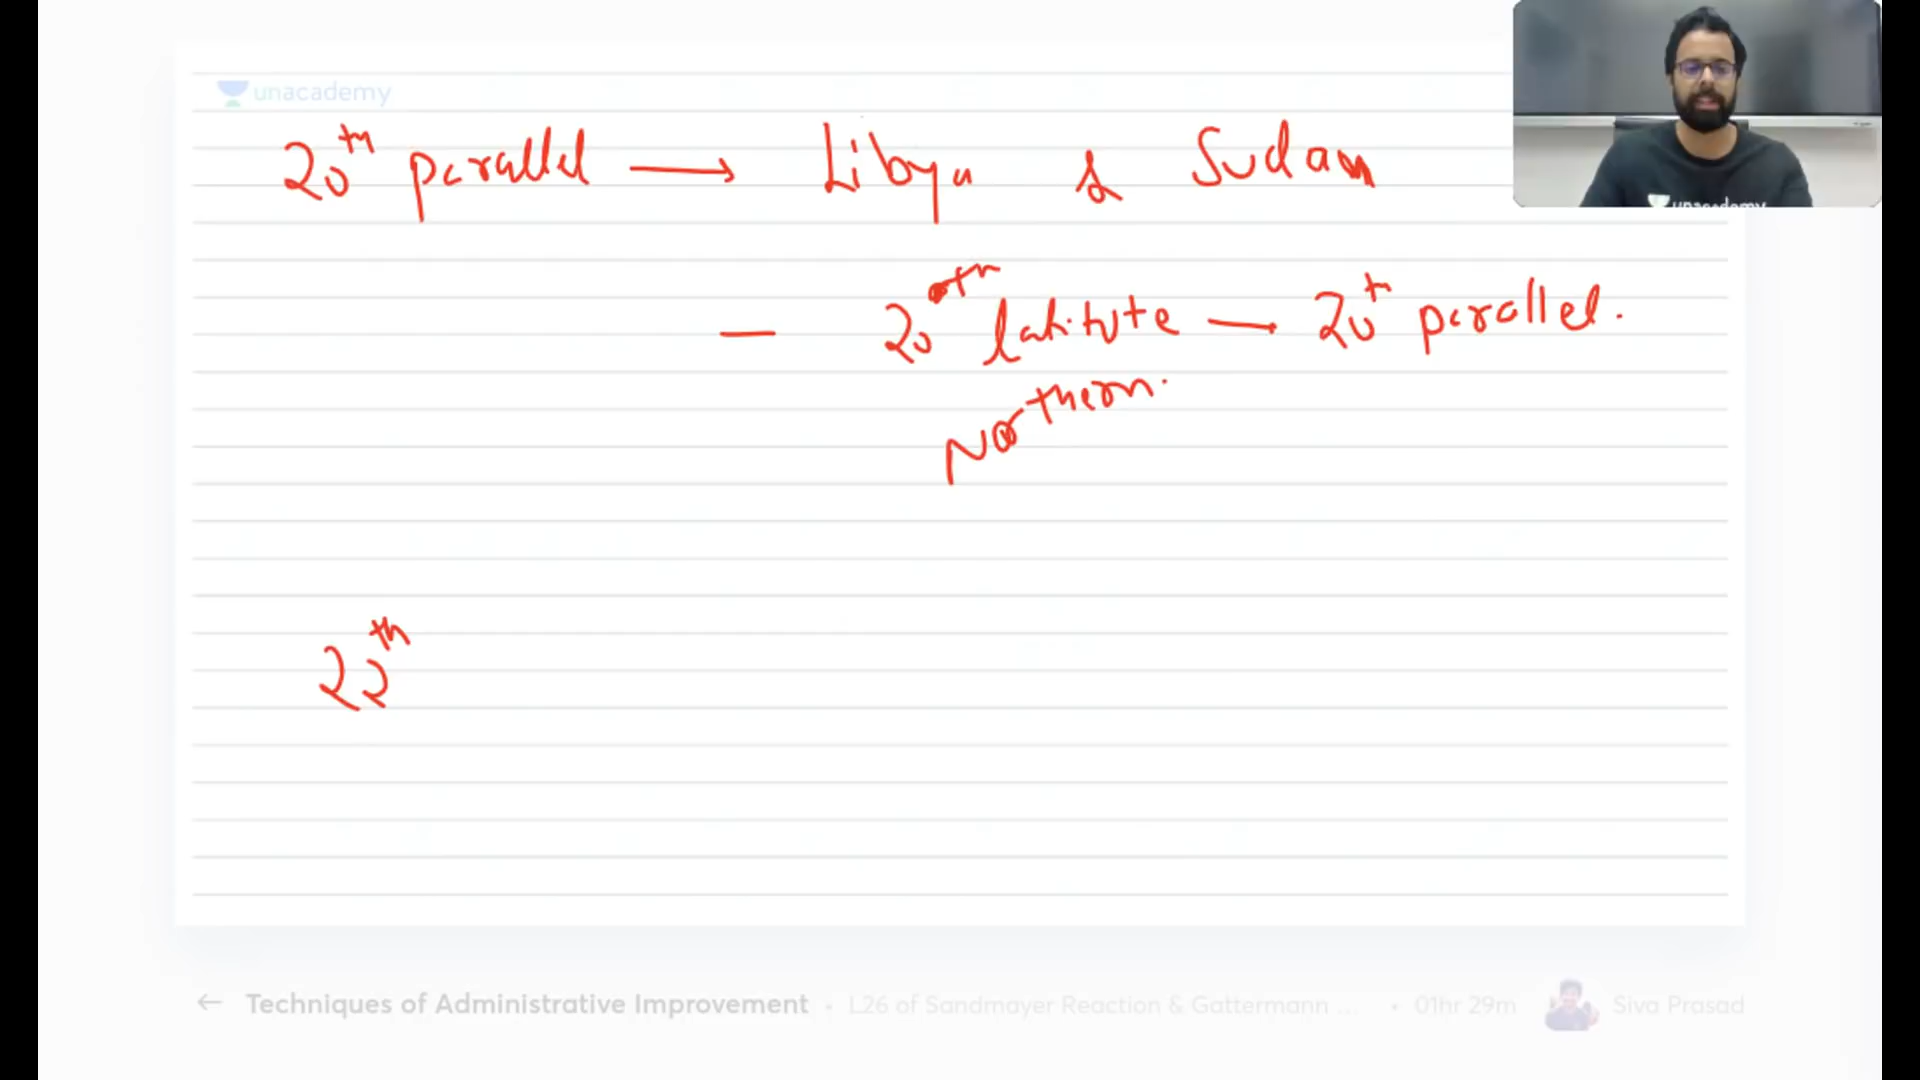 unacademy
20th parallel → Libya & Sudan
unacademy
— 20th latitute → 20th parallel.
Northern.
22th
← Techniques of Administrative Improvement • L26 of Sandmayer Reaction & Gattermann ... • 01hr 29m Siva Prasad